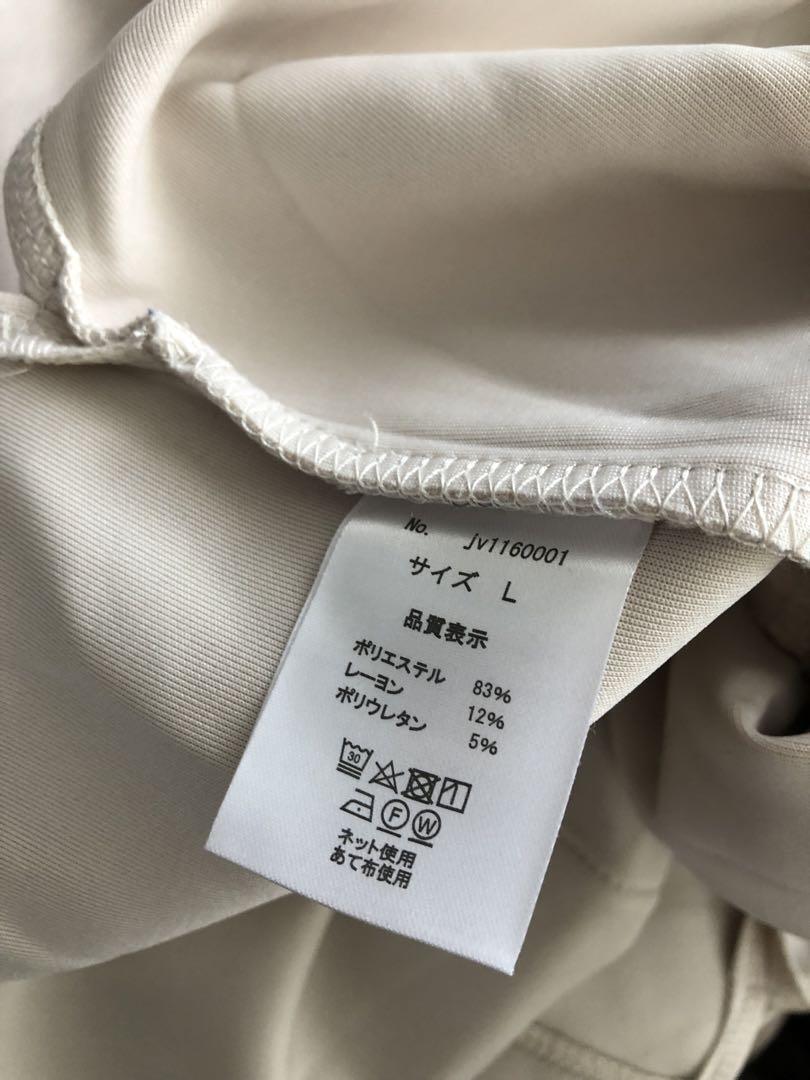 No. jv1160001
サイズ L
品質表示
ポリエステル 83%
レーヨン 12%
ポリウレタン 5%
30
F W
ネット使用
あて布使用